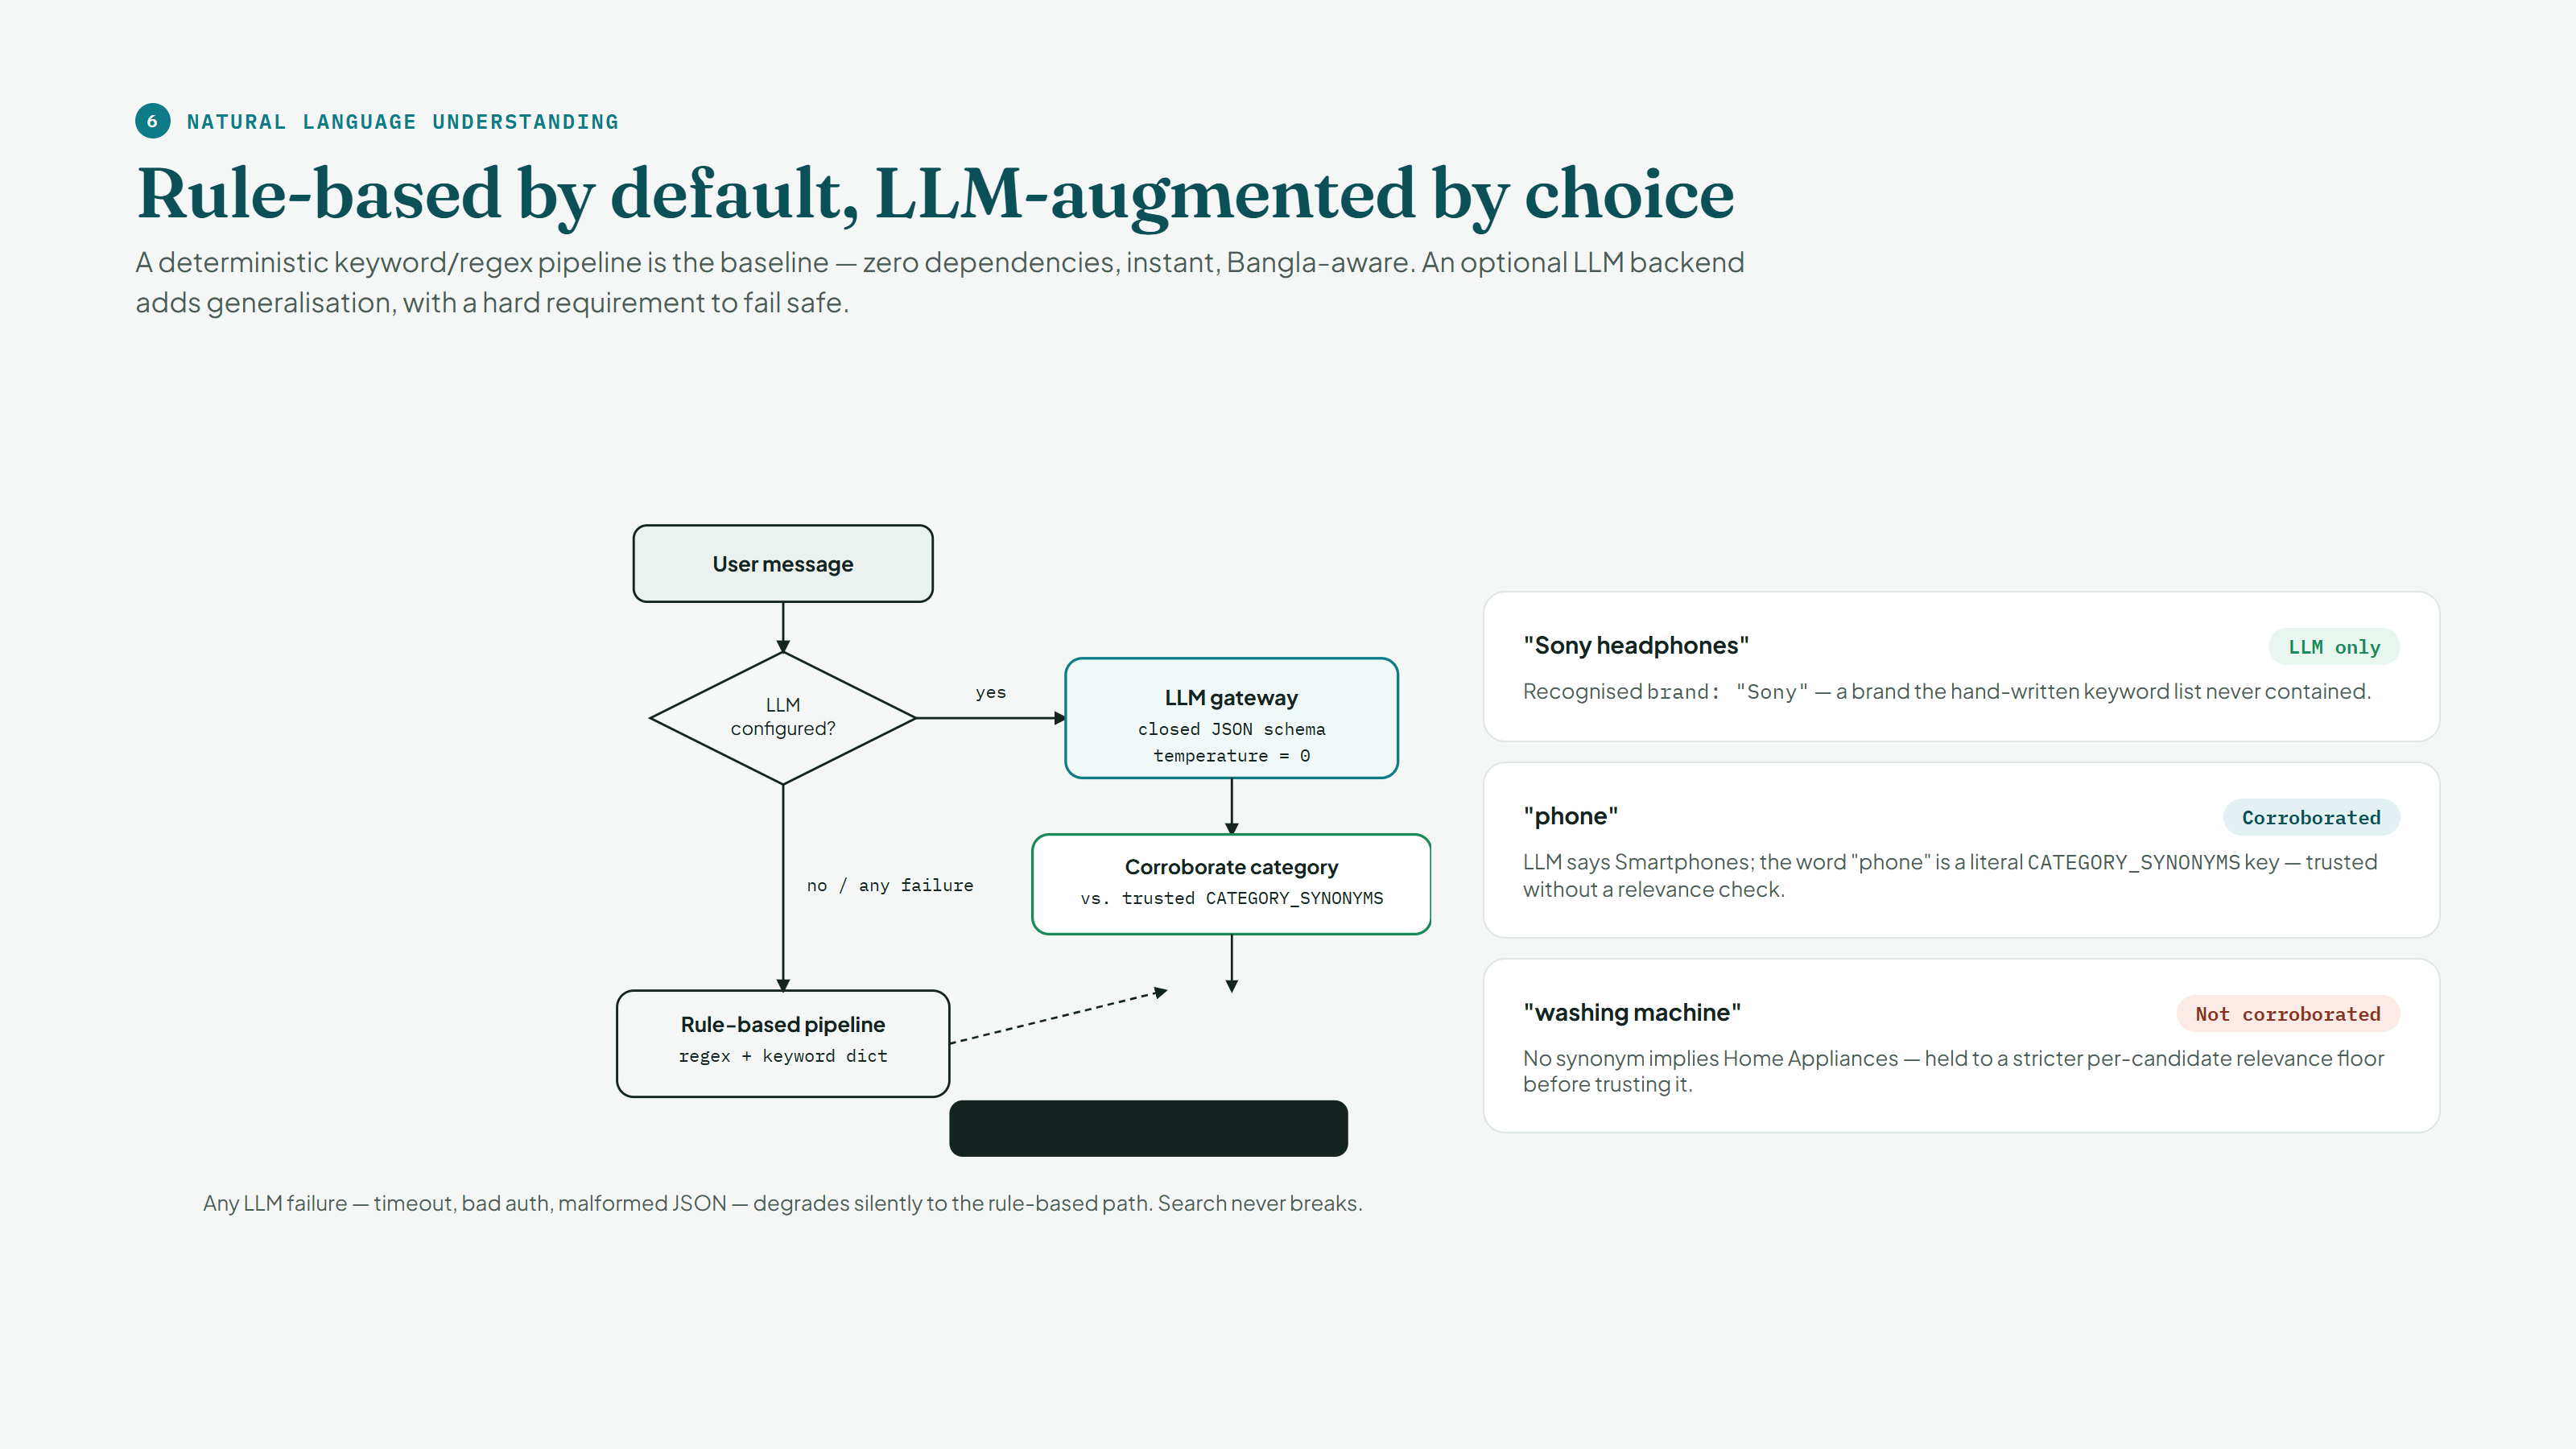 6 NATURAL LANGUAGE UNDERSTANDING
Rule-based by default, LLM-augmented by choice
A deterministic keyword/regex pipeline is the baseline — zero dependencies, instant, Bangla-aware. An optional LLM backend
adds generalisation, with a hard requirement to fail safe.
User message
LLM
configured?
yes
LLM gateway
closed JSON schema
temperature = 0
no / any failure
Corroborate category
vs. trusted CATEGORY_SYNONYMS
Rule-based pipeline
regex + keyword dict
Any LLM failure — timeout, bad auth, malformed JSON — degrades silently to the rule-based path. Search never breaks.
"Sony headphones" LLM only
Recognised brand: "Sony" — a brand the hand-written keyword list never contained.
"phone" Corroborated
LLM says Smartphones; the word "phone" is a literal CATEGORY_SYNONYMS key — trusted
without a relevance check.
"washing machine" Not corroborated
No synonym implies Home Appliances — held to a stricter per-candidate relevance floor
before trusting it.